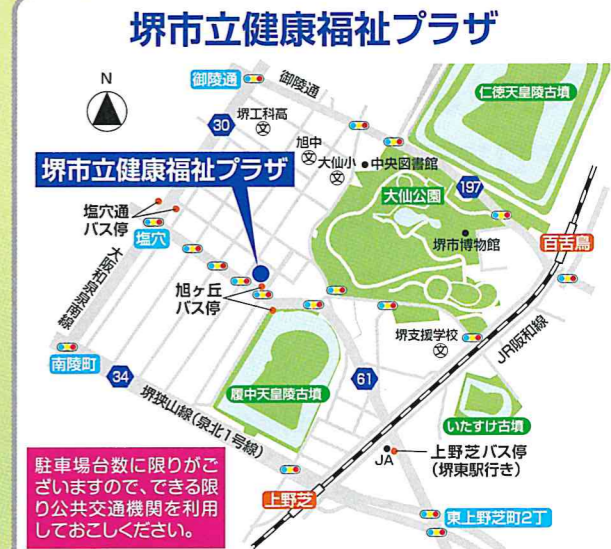 堺市立健康福祉プラザ
N
御陵通
御陵通
仁徳天皇陵古墳
30
堺工科高
文
旭中
文
大仙小
文
中央図書館
堺市立健康福祉プラザ
197
大仙公園
塩穴通
バス停
塩穴
堺市博物館
百舌鳥
大阪和泉泉南線
旭ヶ丘
バス停
堺支援学校
文
JR阪和線
南陵町
34
堺狭山線(泉北1号線)
履中天皇陵古墳
61
いたすけ古墳
JA
上野芝バス停
(堺東駅行き)
上野芝
東上野芝町2丁
駐車場台数に限りがご
ざいますので、できる限
り公共交通機関を利用
しておこしください。